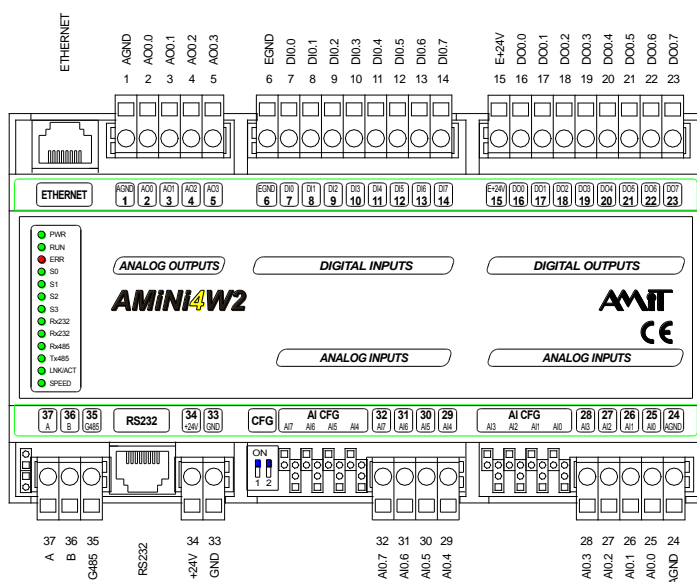 ETHERNET
AGND AO0.0 AO0.1 AO0.2 AO0.3
EGND DI0.0 DI0.1 DI0.2 DI0.3 DI0.4 DI0.5 DI0.6 DI0.7
E+24V DO0.0 DO0.1 DO0.2 DO0.3 DO0.4 DO0.5 DO0.6 DO0.7
1 2 3 4 5
6 7 8 9 10 11 12 13 14
15 16 17 18 19 20 21 22 23
ETHERNET
AGND AO0 AO1 AO2 AO3
1 2 3 4 5
EGND DI0 DI1 DI2 DI3 DI4 DI5 DI6 DI7
6 7 8 9 10 11 12 13 14
E+24V DO0 DO0 DO2 DO3 DO4 DO5 DO6 DO7
15 16 17 18 19 20 21 22 23
PWR
RUN
ERR
S0
S1
S2
S3
Rx232
Rx232
Rx485
Tx485
LNK/ACT
SPEED
ANALOG OUTPUTS
DIGITAL INPUTS
DIGITAL OUTPUTS
AMiNi4W2
AMiT
CE
ANALOG INPUTS
ANALOG INPUTS
37 36 35
A B G485
RS232
34 33
+24V GND
CFG
AI CFG
AI7 AI6 AI5 AI4
32 31 30 29
AI7 AI6 AI5 AI4
AI CFG
AI3 AI2 AI1 AI0
28 27 26 25 24
AI3 AI2 AI1 AI0 AGND
ON
1 2
37 36 35
A B G485
RS232
34 33
+24V GND
32 31 30 29
AI0.7 AI0.6 AI0.5 AI0.4
28 27 26 25 24
AI0.3 AI0.2 AI0.1 AI0.0 AGND